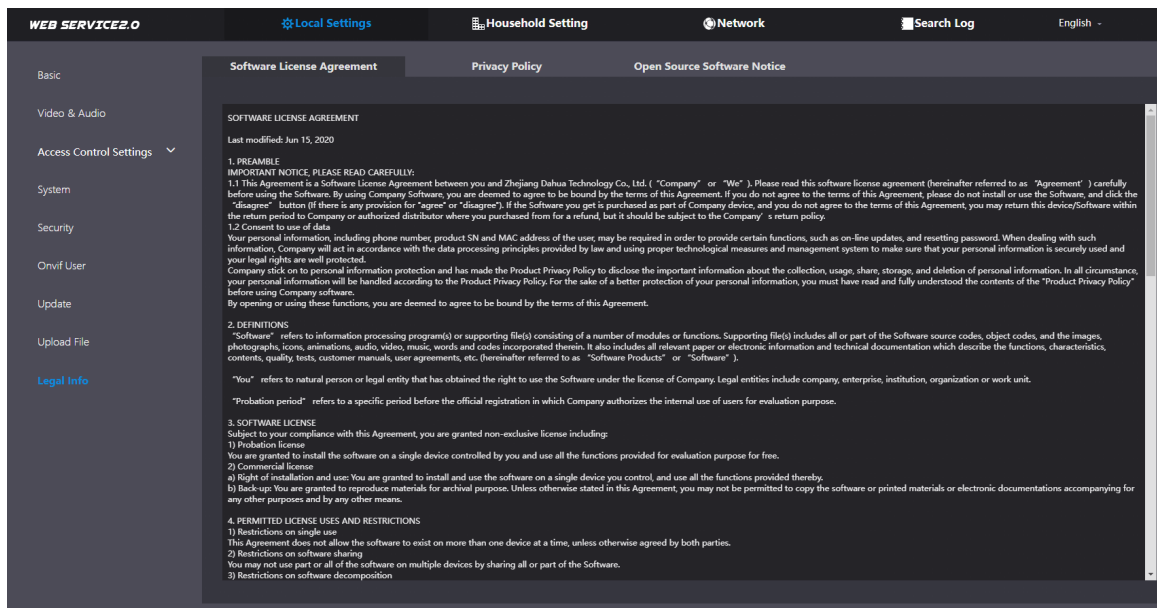 WEB SERVICE2.0
Local Settings
Household Setting
Network
Search Log
English
Basic
Video & Audio
Access Control Settings
System
Security
Onvif User
Update
Upload File
Legal Info
Software License Agreement
Privacy Policy
Open Source Software Notice
SOFTWARE LICENSE AGREEMENT
Last modified: Jun 15, 2020
1. PREAMBLE
IMPORTANT NOTICE, PLEASE READ CAREFULLY:
1.1 This Agreement is a Software License Agreement between you and Zhejiang Dahua Technology Co., Ltd. ( “Company” or “We” ). Please read this software license agreement (hereinafter referred to as “Agreement’ ) carefully
before using the Software. By using Company Software, you are deemed to agree to be bound by the terms of this Agreement. If you do not agree to the terms of this Agreement, please do not install or use the Software, and click the
“disagree” button (If there is any provision for "agree" or "disagree"). If the Software you get is purchased as part of Company device, and you do not agree to the terms of this Agreement, you may return this device/Software within
the return period to Company or authorized distributor where you purchased from for a refund, but it should be subject to the Company’ s return policy.
1.2 Consent to use of data
Your personal information, including phone number, product SN and MAC address of the user, may be required in order to provide certain functions, such as on-line updates, and resetting password. When dealing with such
information, Company will act in accordance with the data processing principles provided by law and using proper technological measures and management system to make sure that your personal information is securely used and
your legal rights are well protected.
Company stick on to personal information protection and has made the Product Privacy Policy to disclose the important information about the collection, usage, share, storage, and deletion of personal information. In all circumstance,
your personal information will be handled according to the Product Privacy Policy. For the sake of a better protection of your personal information, you must have read and fully understood the contents of the "Product Privacy Policy"
before using Company software.
By opening or using these functions, you are deemed to agree to be bound by the terms of this Agreement.
2. DEFINITIONS
“Software” refers to information processing program(s) or supporting file(s) consisting of a number of modules or functions. Supporting file(s) includes all or part of the Software source codes, object codes, and the images,
photographs, icons, animations, audio, video, music, words and codes incorporated therein. It also includes all relevant paper or electronic information and technical documentation which describe the functions, characteristics,
contents, quality, tests, customer manuals, user agreements, etc. (hereinafter referred to as “Software Products” or “Software” ).
“You” refers to natural person or legal entity that has obtained the right to use the Software under the license of Company. Legal entities include company, enterprise, institution, organization or work unit.
“Probation period” refers to a specific period before the official registration in which Company authorizes the internal use of users for evaluation purpose.
3. SOFTWARE LICENSE
Subject to your compliance with this Agreement, you are granted non-exclusive license including:
1) Probation license
You are granted to install the software on a single device controlled by you and use all the functions provided for evaluation purpose for free.
2) Commercial license
a) Right of installation and use: You are granted to install and use the software on a single device you control, and use all the functions provided thereby.
b) Back-up: You are granted to reproduce materials for archival purpose. Unless otherwise stated in this Agreement, you may not be permitted to copy the software or printed materials or electronic documentations accompanying for
any other purposes and by any other means.
4. PERMITTED LICENSE USES AND RESTRICTIONS
1) Restrictions on single use
This Agreement does not allow the software to exist on more than one device at a time, unless otherwise agreed by both parties.
2) Restrictions on software sharing
You may not use part or all of the software on multiple devices by sharing all or part of the Software.
3) Restrictions on software decomposition